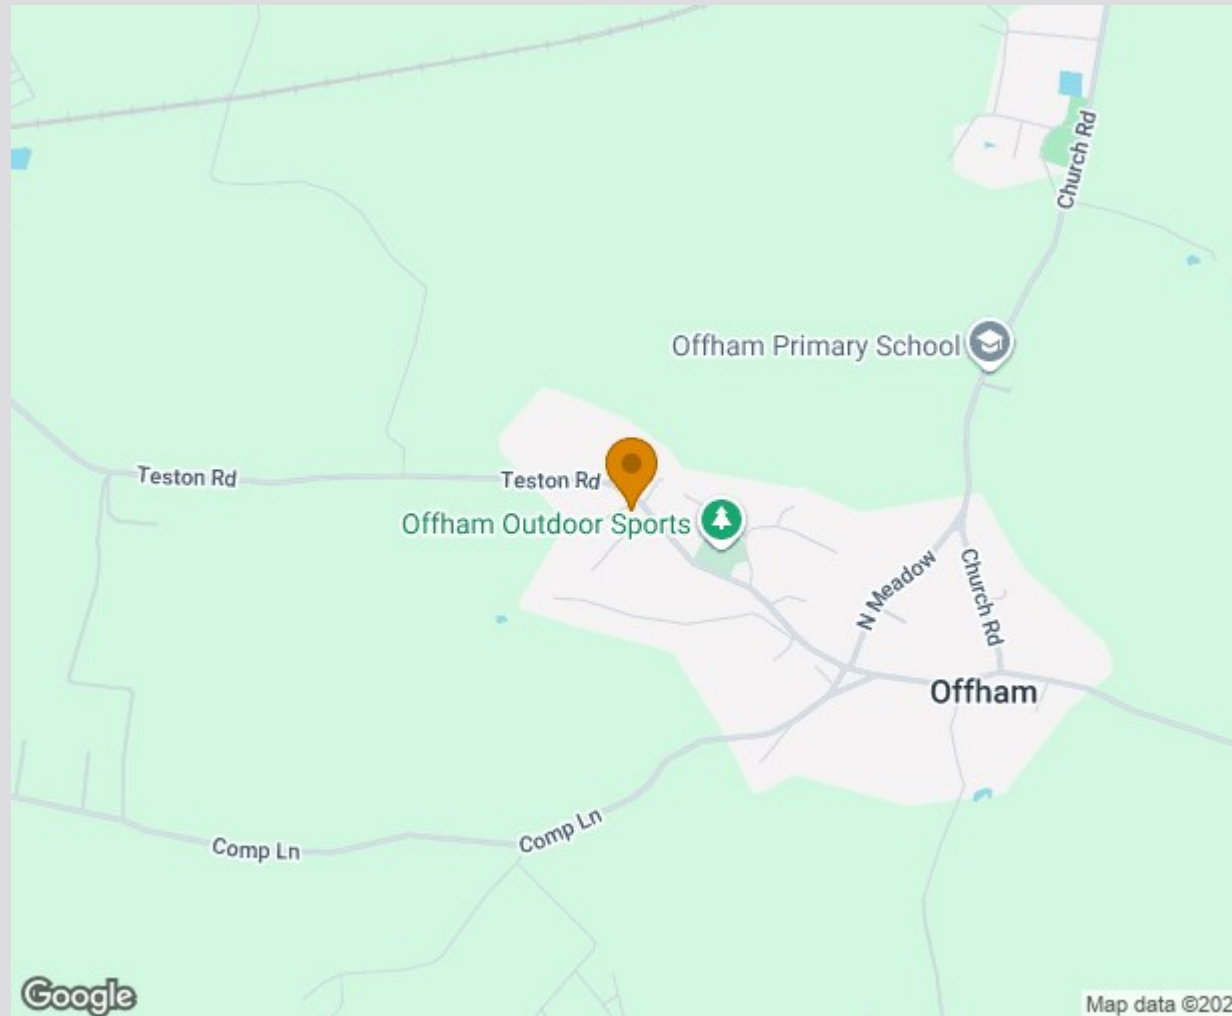 Church Rd
Offham Primary School
Teston Rd
Teston Rd
Offham Outdoor Sports
N Meadow
Church Rd
Offham
Comp Ln
Comp Ln
Google
Map data ©202